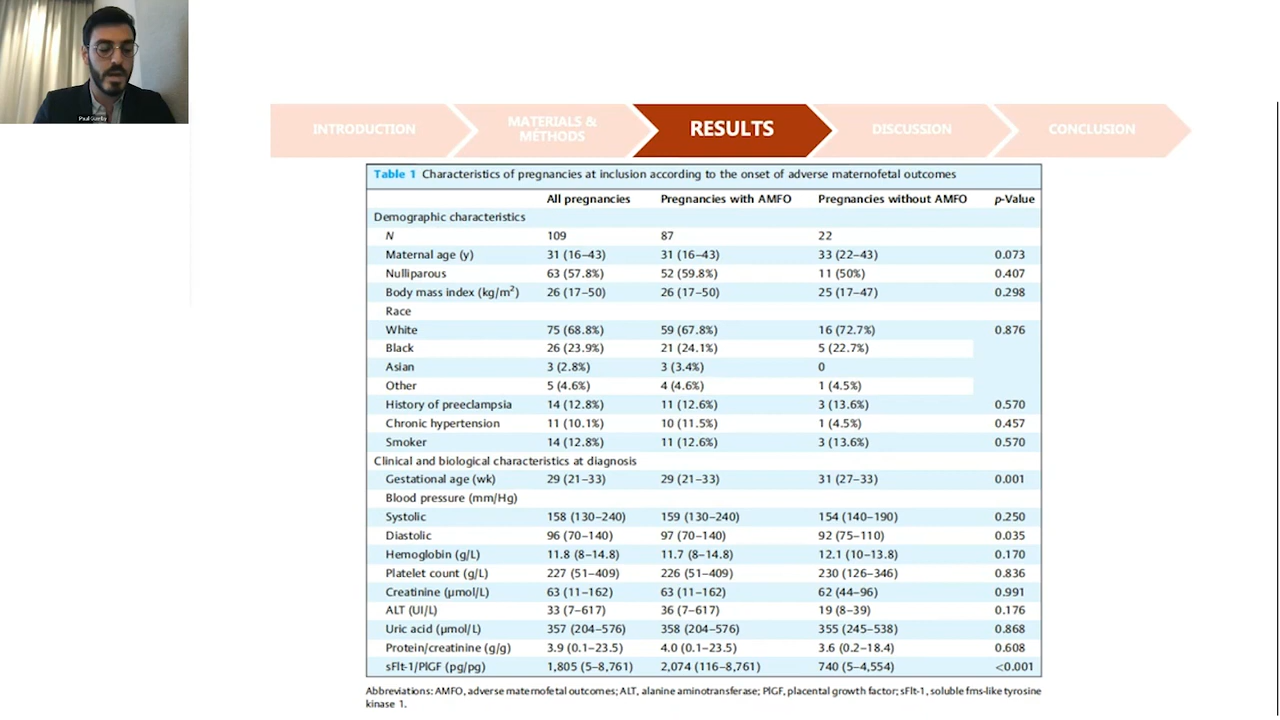 INTRODUCTION
MATERIALS &
MÉTHODS
RESULTS
DISCUSSION
CONCLUSION
Table 1 Characteristics of pregnancies at inclusion according to the onset of adverse maternofetal outcomes
All pregnancies Pregnancies with AMFO Pregnancies without AMFO p-Value
Demographic characteristics
N 109 87 22
Maternal age (y) 31 (16–43) 31 (16–43) 33 (22–43) 0.073
Nulliparous 63 (57.8%) 52 (59.8%) 11 (50%) 0.407
Body mass index (kg/m²) 26 (17–50) 26 (17–50) 25 (17–47) 0.298
Race
White 75 (68.8%) 59 (67.8%) 16 (72.7%) 0.876
Black 26 (23.9%) 21 (24.1%) 5 (22.7%)
Asian 3 (2.8%) 3 (3.4%) 0
Other 5 (4.6%) 4 (4.6%) 1 (4.5%)
History of preeclampsia 14 (12.8%) 11 (12.6%) 3 (13.6%) 0.570
Chronic hypertension 11 (10.1%) 10 (11.5%) 1 (4.5%) 0.457
Smoker 14 (12.8%) 11 (12.6%) 3 (13.6%) 0.570
Clinical and biological characteristics at diagnosis
Gestational age (wk) 29 (21–33) 29 (21–33) 31 (27–33) 0.001
Blood pressure (mm/Hg)
Systolic 158 (130–240) 159 (130–240) 154 (140–190) 0.250
Diastolic 96 (70–140) 97 (70–140) 92 (75–110) 0.035
Hemoglobin (g/L) 11.8 (8–14.8) 11.7 (8–14.8) 12.1 (10–13.8) 0.170
Platelet count (g/L) 227 (51–409) 226 (51–409) 230 (126–346) 0.836
Creatinine (μmol/L) 63 (11–162) 63 (11–162) 62 (44–96) 0.991
ALT (UI/L) 33 (7–617) 36 (7–617) 19 (8–39) 0.176
Uric acid (μmol/L) 357 (204–576) 358 (204–576) 355 (245–538) 0.868
Protein/creatinine (g/g) 3.9 (0.1–23.5) 4.0 (0.1–23.5) 3.6 (0.2–18.4) 0.608
sFlt-1/PlGF (pg/pg) 1,805 (5–8,761) 2,074 (116–8,761) 740 (5–4,554) <0.001
Abbreviations: AMFO, adverse maternofetal outcomes; ALT, alanine aminotransferase; PlGF, placental growth factor; sFlt-1, soluble fms-like tyrosine
kinase 1.